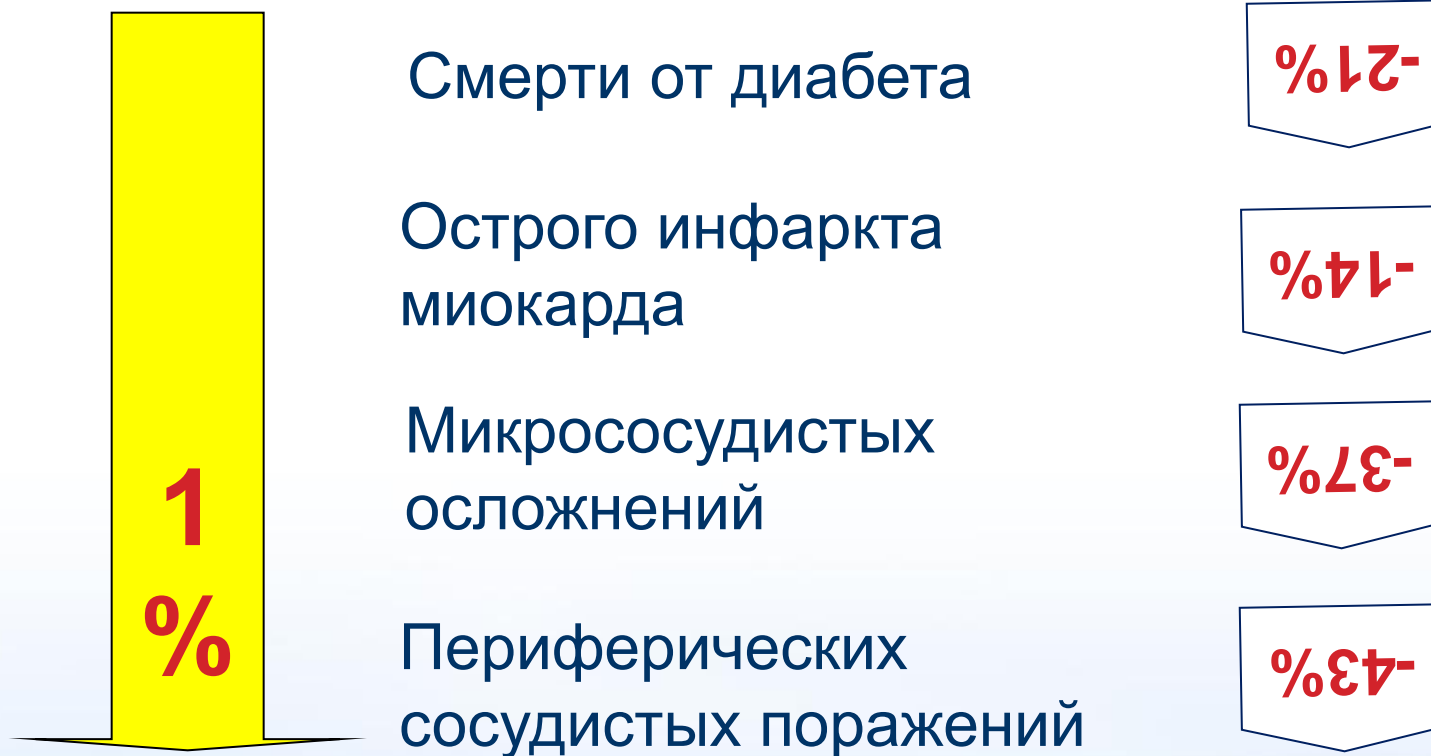 Смерти от диабета
-21%
Острого инфаркта
миокарда
-14%
Микрососудистых
осложнений
-37%
1
%
Периферических
сосудистых поражений
-43%